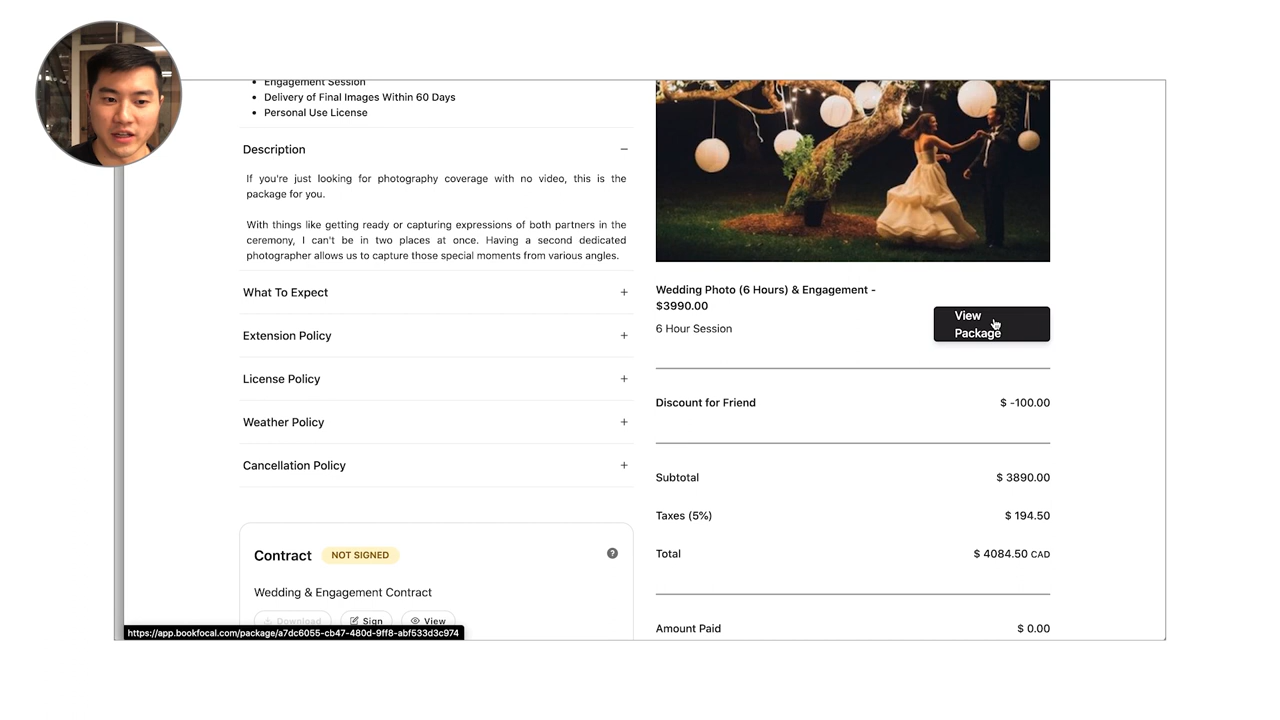 Engagement Session
Delivery of Final Images Within 60 Days
Personal Use License
Description
If you're just looking for photography coverage with no video, this is the
package for you.
With things like getting ready or capturing expressions of both partners in the
ceremony, I can't be in two places at once. Having a second dedicated
photographer allows us to capture those special moments from various angles.
What To Expect
Extension Policy
License Policy
Weather Policy
Cancellation Policy
Contract NOT SIGNED
Wedding & Engagement Contract
Download Sign View
https://app.bookfocal.com/package/a7dc6055-cb47-480d-9ff8-abf533d3c974
Wedding Photo (6 Hours) & Engagement -
$3990.00
6 Hour Session
View
Package
Discount for Friend $ -100.00
Subtotal $ 3890.00
Taxes (5%) $ 194.50
Total $ 4084.50 CAD
Amount Paid $ 0.00